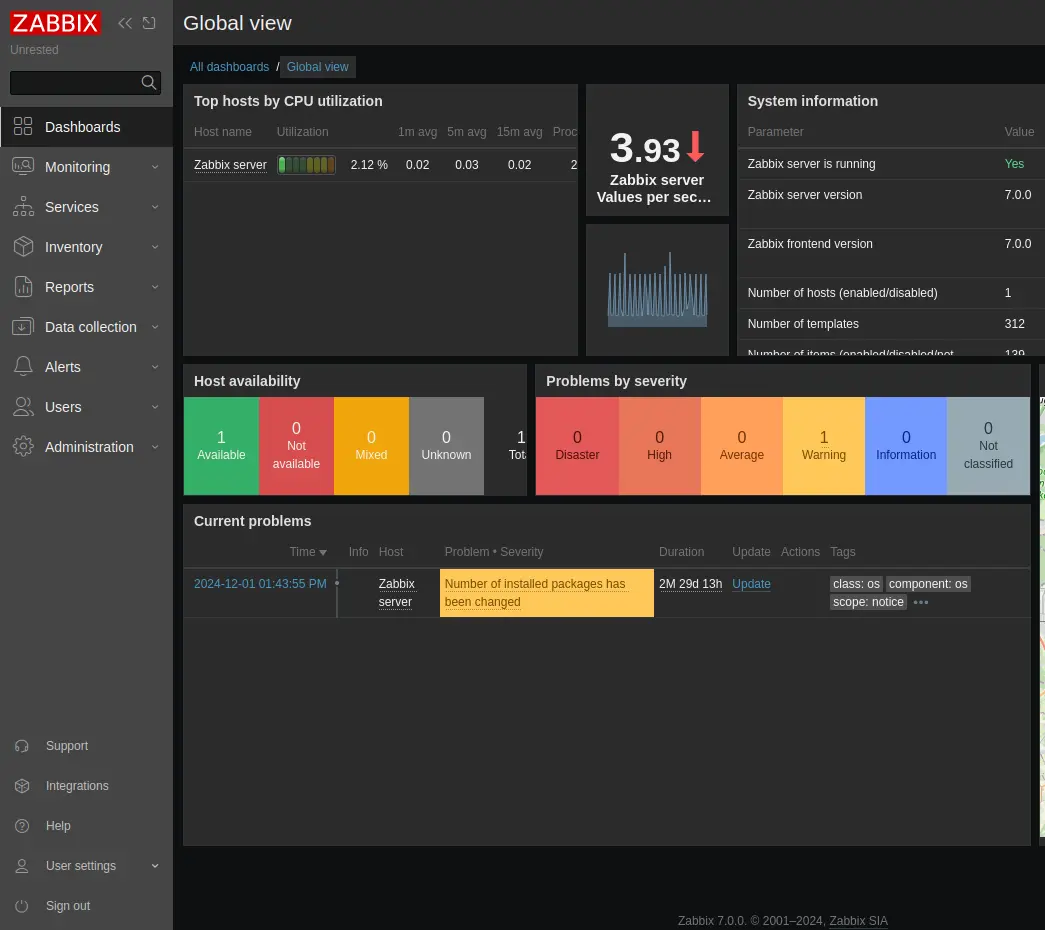 ZABBIX
Unrested
Dashboards
Monitoring
Services
Inventory
Reports
Data collection
Alerts
Users
Administration
Support
Integrations
Help
User settings
Sign out
Global view
All dashboards / Global view
Top hosts by CPU utilization
Host name Utilization 1m avg 5m avg 15m avg Proc
Zabbix server 2.12 % 0.02 0.03 0.02 2
3.93
Zabbix server
Values per sec…
System information
Parameter Value
Zabbix server is running Yes
Zabbix server version 7.0.0
Zabbix frontend version 7.0.0
Number of hosts (enabled/disabled) 1
Number of templates 312
Number of items (enabled/disabled/not 139
Host availability
1 Available
0 Not available
0 Mixed
0 Unknown
1 Tot
Problems by severity
0 Disaster
0 High
0 Average
1 Warning
0 Information
0 Not classified
Current problems
Time Info Host Problem • Severity Duration Update Actions Tags
2024-12-01 01:43:55 PM Zabbix server Number of installed packages has been changed 2M 29d 13h Update class: os component: os scope: notice •••
Zabbix 7.0.0. © 2001–2024, Zabbix SIA